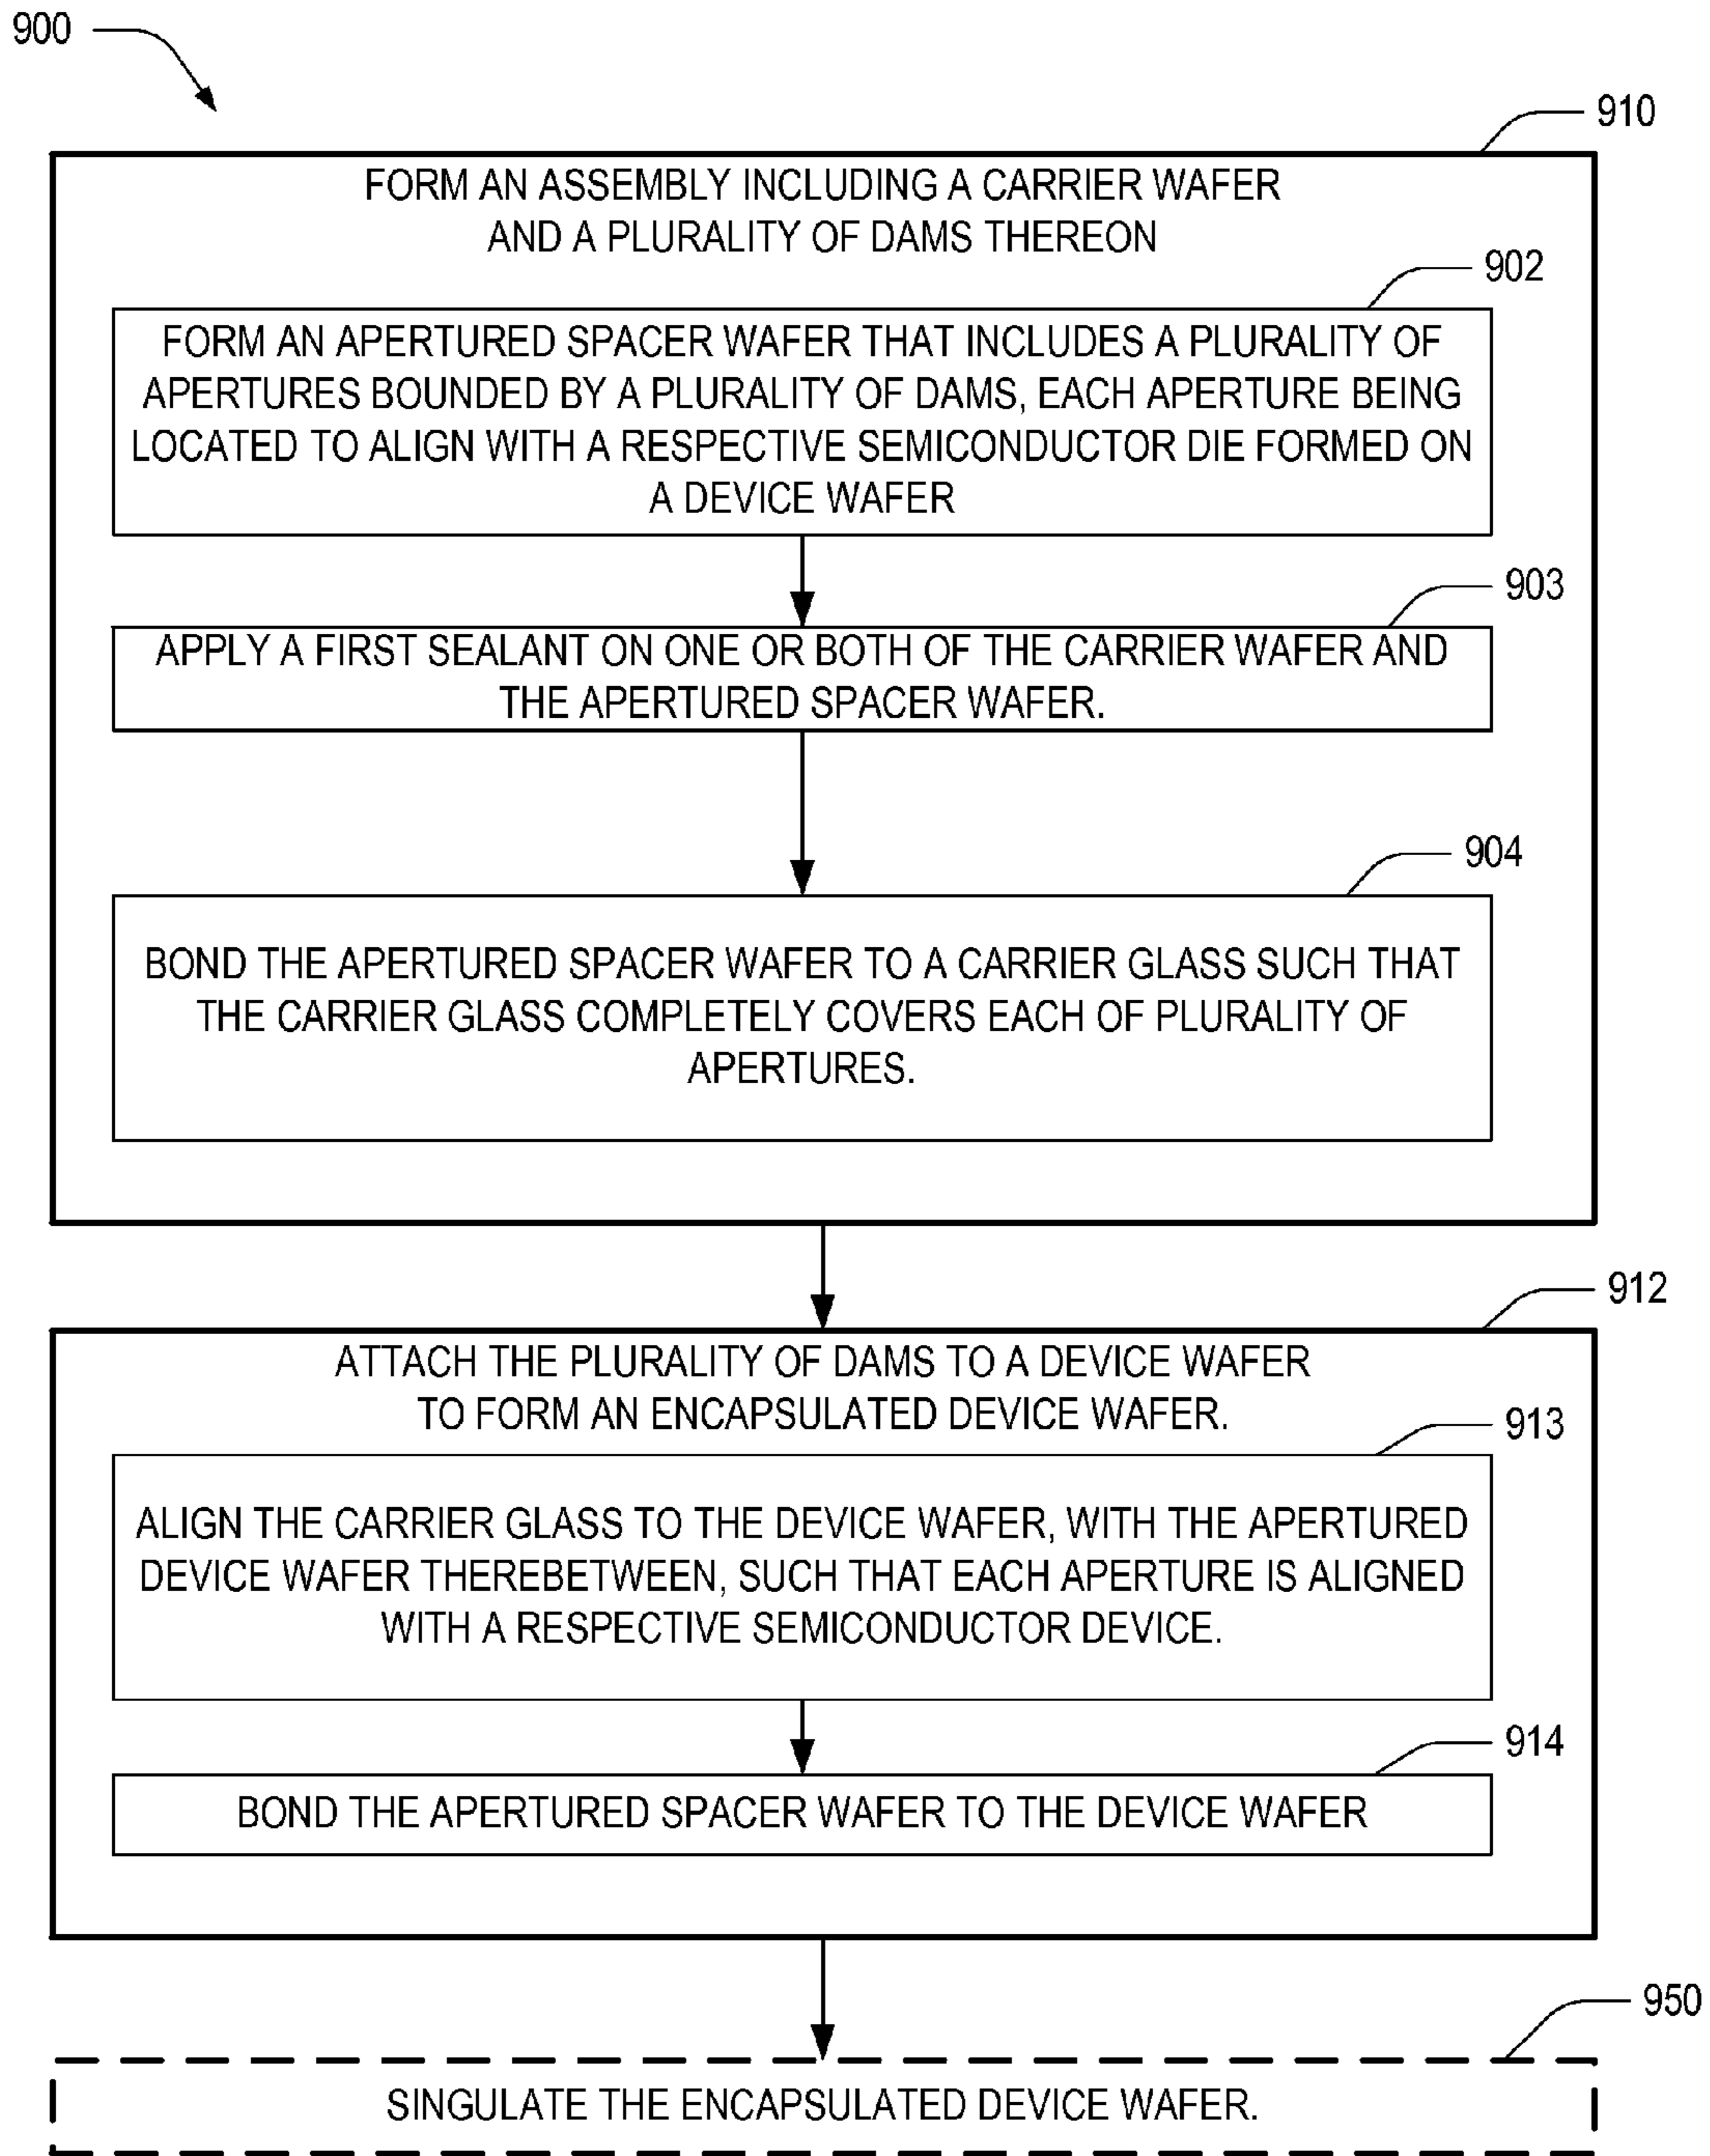 900
910
FORM AN ASSEMBLY INCLUDING A CARRIER WAFER
AND A PLURALITY OF DAMS THEREON
902
FORM AN APERTURED SPACER WAFER THAT INCLUDES A PLURALITY OF
APERTURES BOUNDED BY A PLURALITY OF DAMS, EACH APERTURE BEING
LOCATED TO ALIGN WITH A RESPECTIVE SEMICONDUCTOR DIE FORMED ON
A DEVICE WAFER
903
APPLY A FIRST SEALANT ON ONE OR BOTH OF THE CARRIER WAFER AND
THE APERTURED SPACER WAFER.
904
BOND THE APERTURED SPACER WAFER TO A CARRIER GLASS SUCH THAT
THE CARRIER GLASS COMPLETELY COVERS EACH OF PLURALITY OF
APERTURES.
912
ATTACH THE PLURALITY OF DAMS TO A DEVICE WAFER
TO FORM AN ENCAPSULATED DEVICE WAFER.
913
ALIGN THE CARRIER GLASS TO THE DEVICE WAFER, WITH THE APERTURED
DEVICE WAFER THEREBETWEEN, SUCH THAT EACH APERTURE IS ALIGNED
WITH A RESPECTIVE SEMICONDUCTOR DEVICE.
914
BOND THE APERTURED SPACER WAFER TO THE DEVICE WAFER
950
SINGULATE THE ENCAPSULATED DEVICE WAFER.